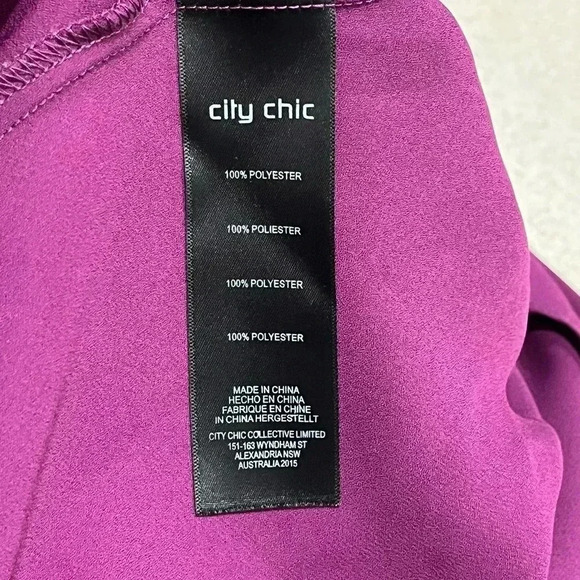 city chic
100% POLYESTER
100% POLIESTER
100% POLYESTER
100% POLYESTER
MADE IN CHINA
HECHO EN CHINA
FABRIQUE EN CHINE
IN CHINA HERGESTELLT
CITY CHIC COLLECTIVE LIMITED
151-163 WYNDHAM ST
ALEXANDRIA NSW
AUSTRALIA 2015